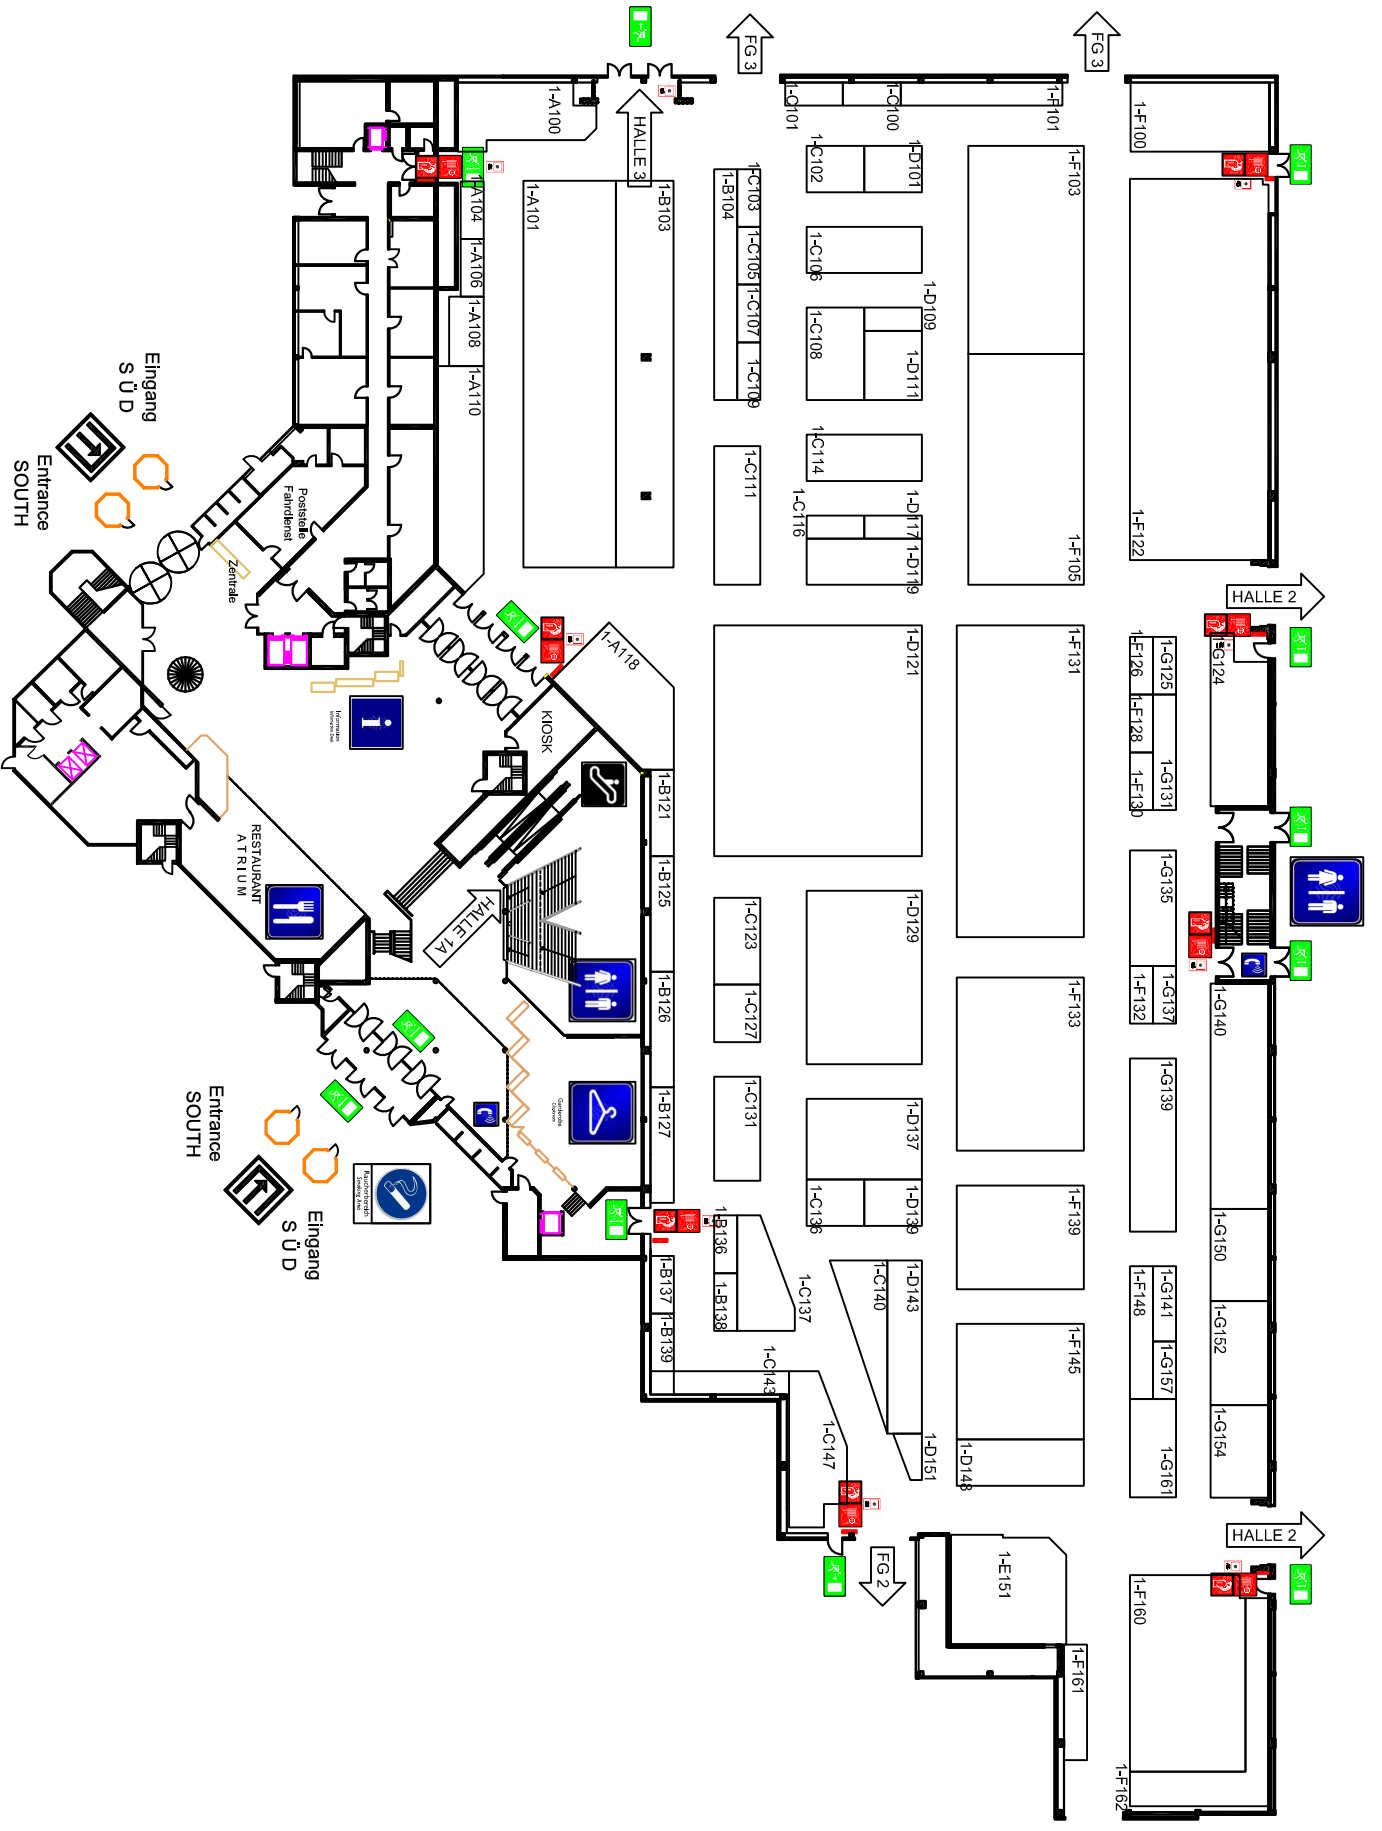 FG 3
FG 3
HALLE 3
1-A100
1-C101
1-C100
1-F101
1-F100
1-A104
1-A106
1-A108
1-A110
1-A101
1-B103
1-B104
1-C103
1-C105
1-C107
1-C109
1-C111
1-C102
1-D101
1-C106
1-C108
1-D109
1-D111
1-C114
1-C116
1-D117
1-D119
1-F103
1-F105
1-F122
HALLE 2
Eingang
S Ü D
Entrance
SOUTH
Poststelle
Fahrdienst
Zentrale
Information
KIOSK
1-A118
RESTAURANT
A T R I U M
HALLE 1A
1-B121
1-B125
1-B126
1-B127
1-C123
1-C127
1-C131
1-D121
1-D129
1-D137
1-C136
1-D139
1-F131
1-F133
1-F139
1-F145
1-D148
1-F126
1-G125
1-F128
1-F130
1-G131
1-G124
1-G135
1-F132
1-G137
1-G140
1-G139
1-G150
1-G152
1-G154
1-F148
1-G141
1-G157
1-G161
Garderobe
Entrance
SOUTH
Eingang
S Ü D
Raucherbereich
Smoking Area
1-B136
1-B138
1-C137
1-B137
1-B139
1-C140
1-D143
1-D151
1-C143
1-C147
FG 2
HALLE 2
1-E151
1-F161
1-F160
1-F162